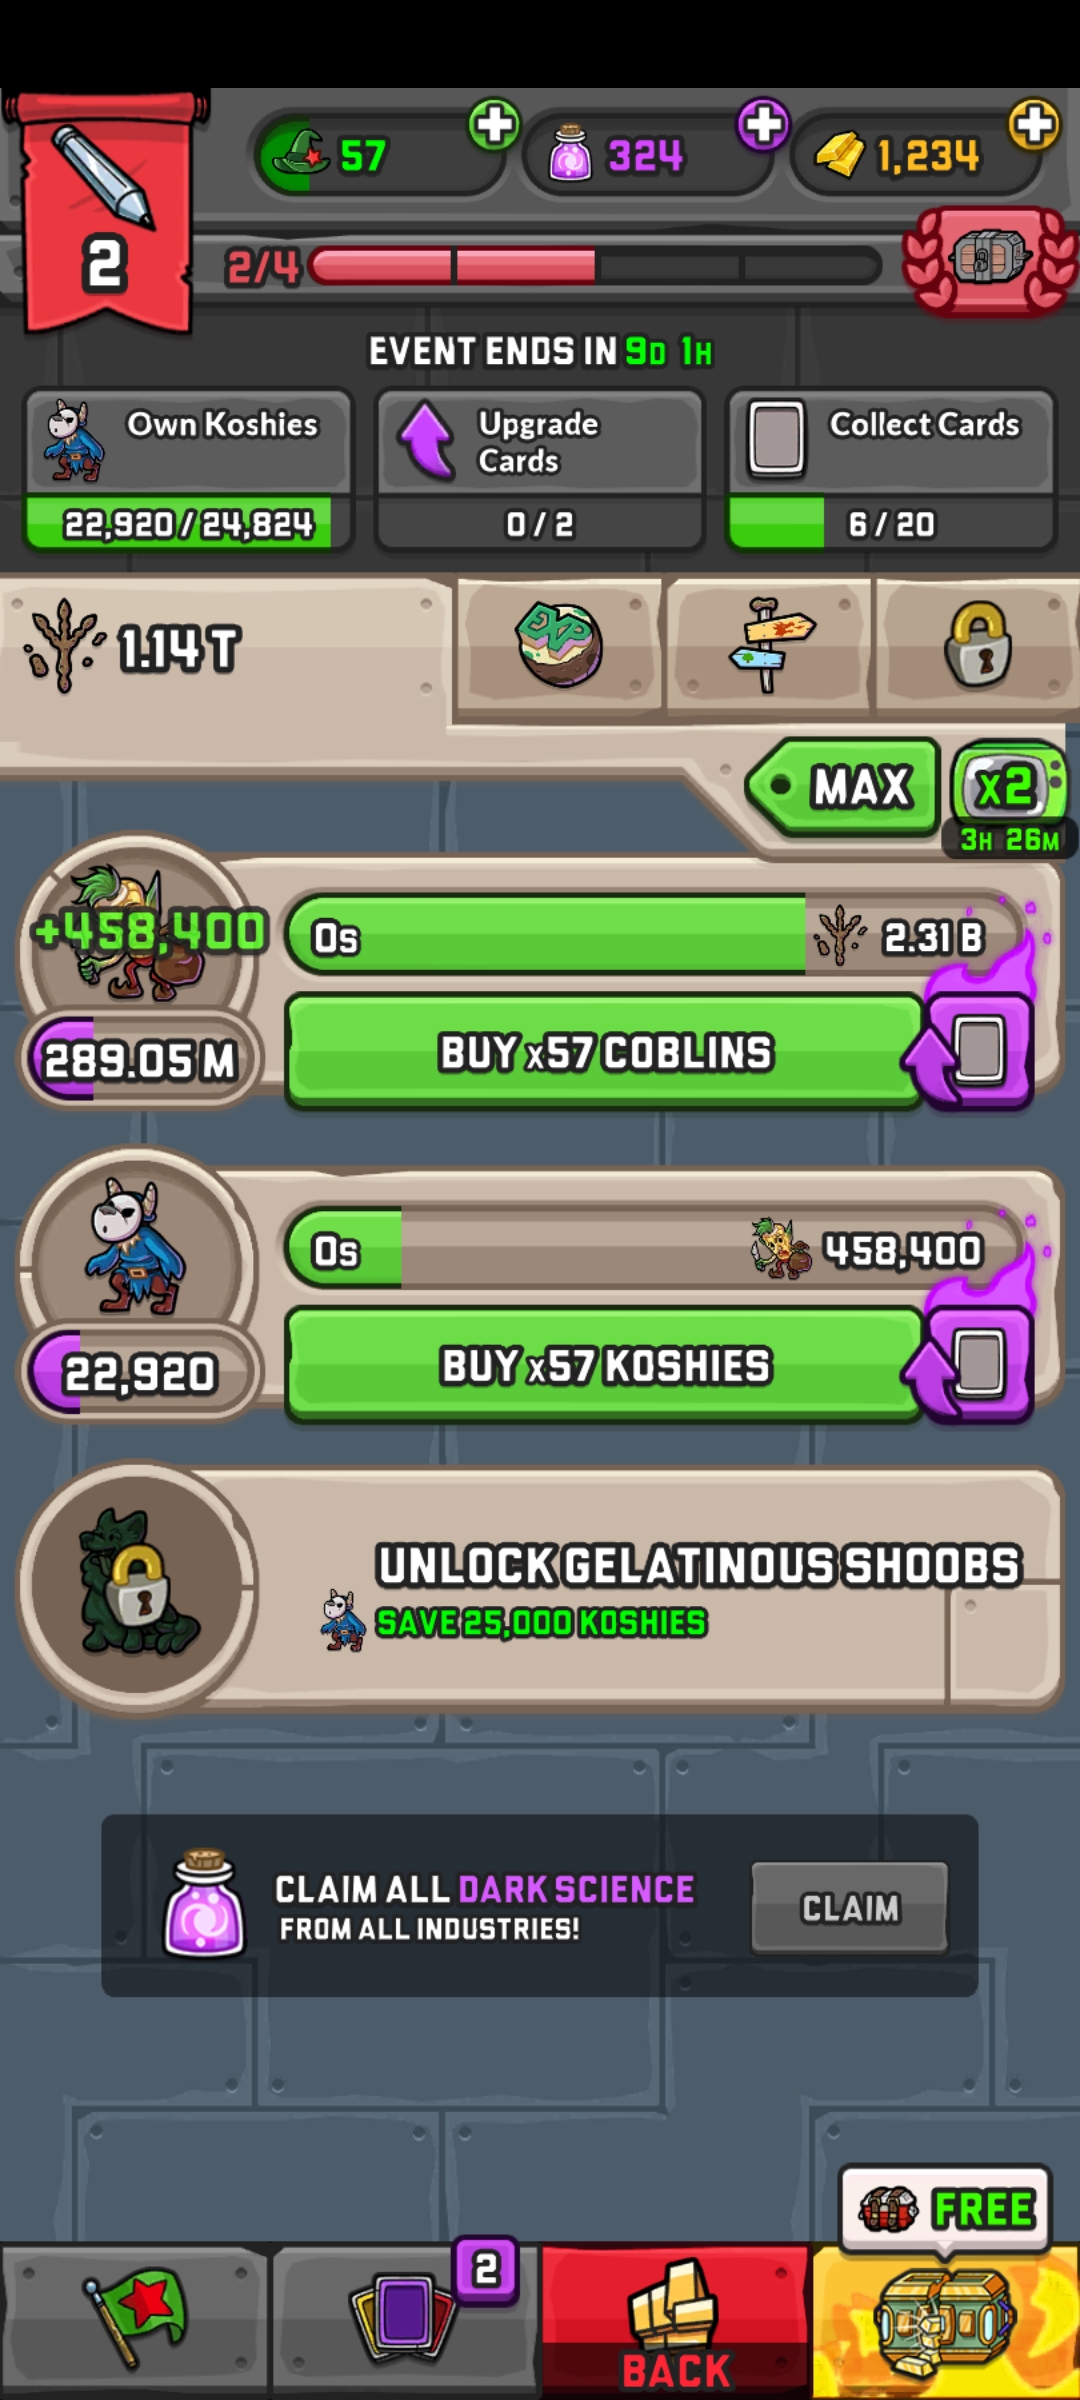 57
324
1,234
2
2/4
EVENT ENDS IN 9D 1H
Own Koshies
22,920 / 24,824
Upgrade
Cards
0 / 2
Collect Cards
6 / 20
1.14 T
EXP
MAX
x2
3H 26M
+458,400
0s
2.31 B
289.05 M
BUY x57 COBLINS
0s
458,400
22,920
BUY x57 KOSHIES
UNLOCK GELATINOUS SHOOBS
SAVE 25,000 KOSHIES
CLAIM ALL DARK SCIENCE
FROM ALL INDUSTRIES!
CLAIM
FREE
2
BACK